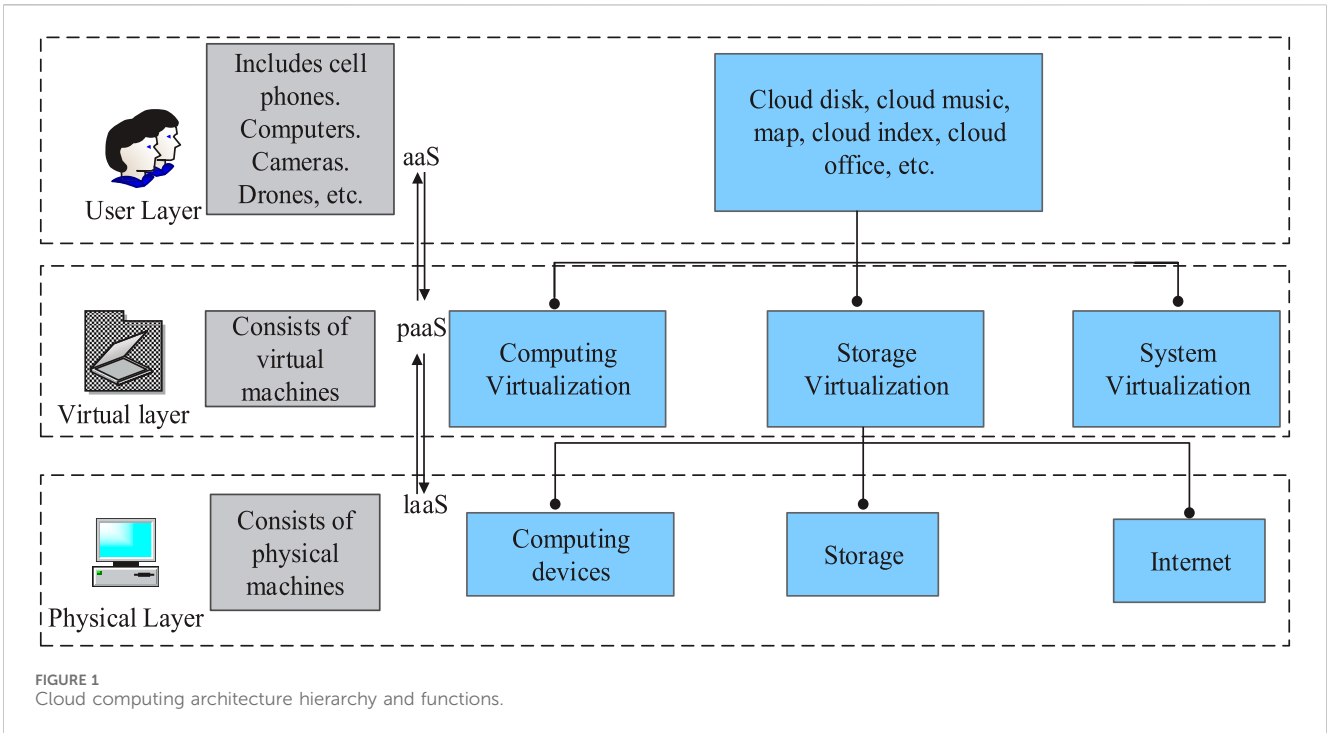 Includes cell
phones.
Computers.
Cameras.
Drones, etc.
User Layer
aaS
Cloud disk, cloud music,
map, cloud index, cloud
office, etc.
Consists of
virtual
machines
Virtual layer
paaS
Computing
Virtualization
Storage
Virtualization
System
Virtualization
Consists of
physical
machines
Physical Layer
laaS
Computing
devices
Storage
Internet
FIGURE 1
Cloud computing architecture hierarchy and functions.